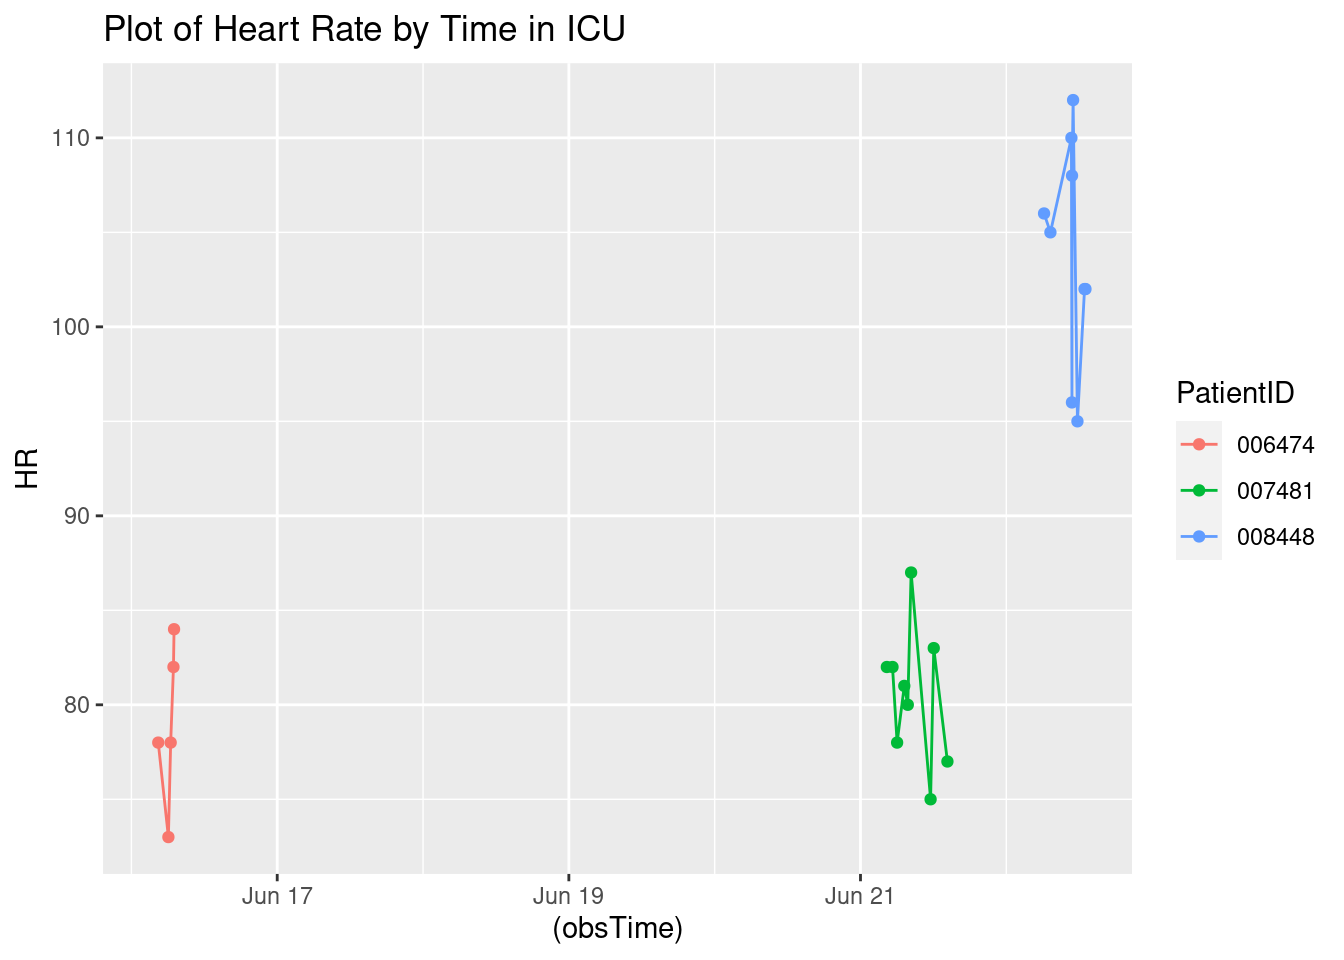 Plot of Heart Rate by Time in ICU
110
100
90
80
HR
Jun 17
Jun 19
Jun 21
(obsTime)
PatientID
006474
007481
008448